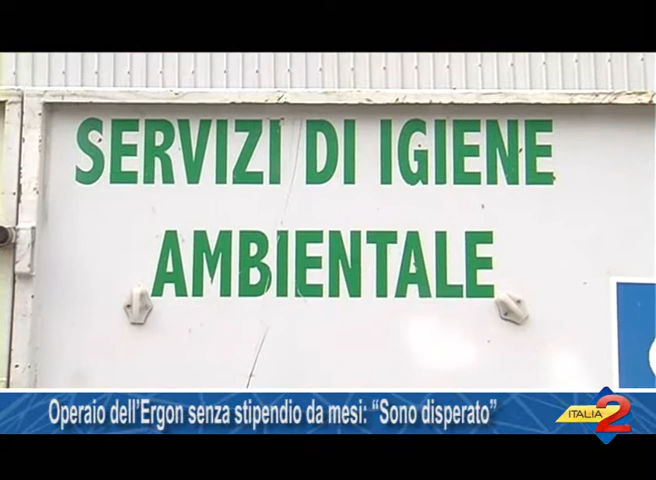 SERVIZI DI IGIENE
AMBIENTALE
Operaio dell'Ergon senza stipendio da mesi: “Sono disperato”
ITALIA 2